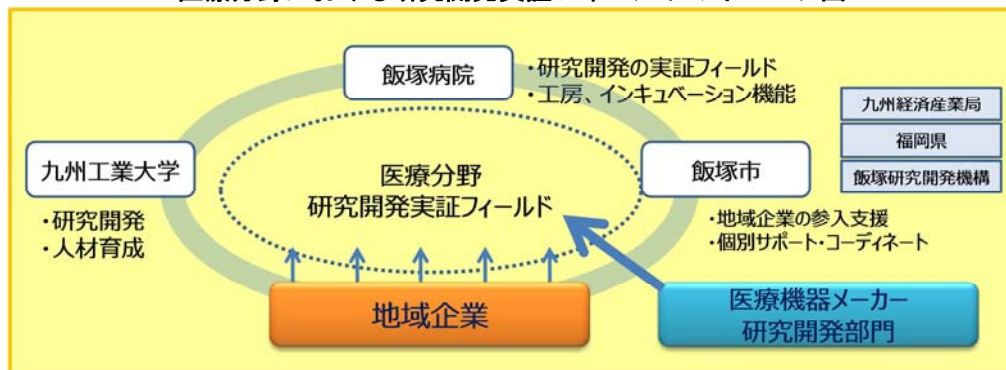 飯塚病院
・研究開発の実証フィールド
・工房、インキュベーション機能
九州経済産業局
福岡県
飯塚研究開発機構
九州工業大学
・研究開発
・人材育成
医療分野
研究開発実証フィールド
飯塚市
・地域企業の参入支援
・個別サポート・コーディネート
地域企業
医療機器メーカー
研究開発部門